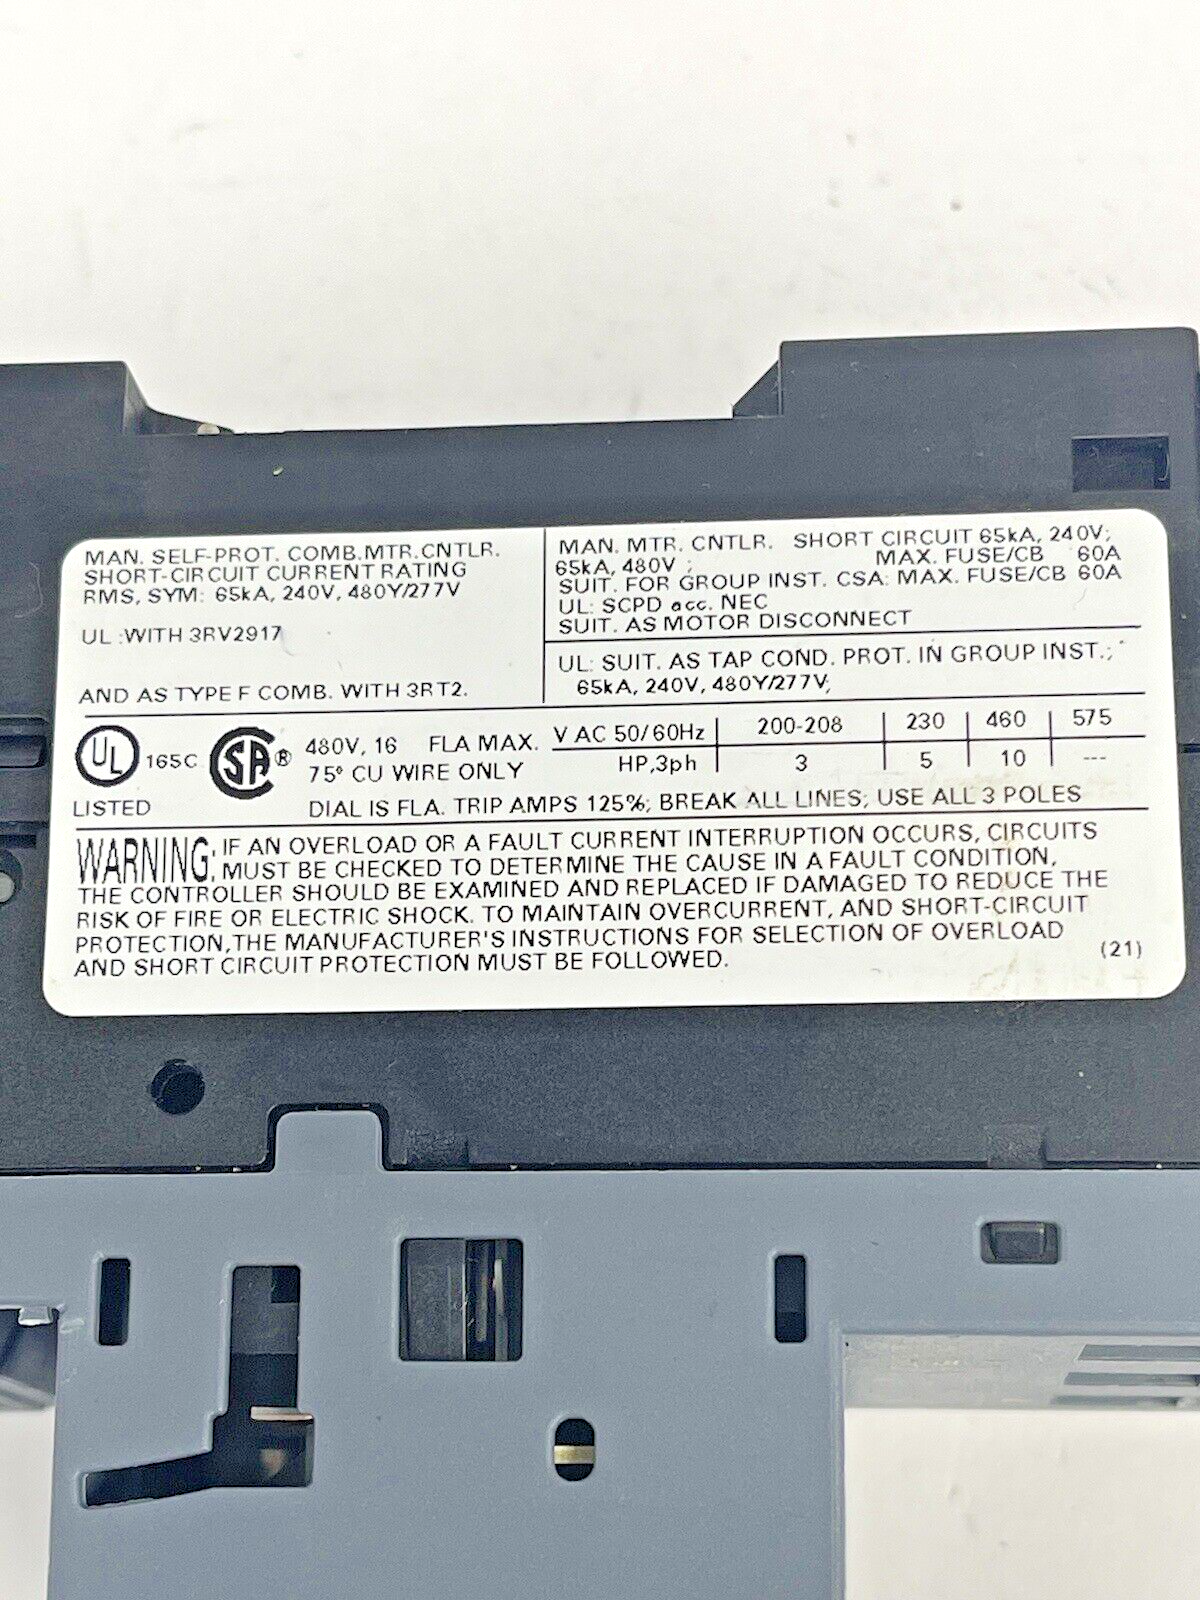 MAN. SELF-PROT. COMB.MTR.CNTLR.
SHORT-CIRCUIT CURRENT RATING
RMS, SYM: 65kA, 240V, 480Y/277V
UL :WITH 3RV2917
AND AS TYPE F COMB. WITH 3RT2.
MAN. MTR. CNTLR. SHORT CIRCUIT 65kA, 240V;
65kA, 480V ; MAX. FUSE/CB 60A
SUIT. FOR GROUP INST. CSA: MAX. FUSE/CB 60A
UL: SCPD acc. NEC
SUIT. AS MOTOR DISCONNECT
UL: SUIT. AS TAP COND. PROT. IN GROUP INST.;
65kA, 240V, 480Y/277V;
UL 165C SA ® 480V, 16 FLA MAX. V AC 50/60Hz 200-208 230 460 575
75° CU WIRE ONLY HP,3ph 3 5 10 ---
LISTED DIAL IS FLA. TRIP AMPS 125%; BREAK ALL LINES; USE ALL 3 POLES
WARNING: IF AN OVERLOAD OR A FAULT CURRENT INTERRUPTION OCCURS, CIRCUITS
MUST BE CHECKED TO DETERMINE THE CAUSE IN A FAULT CONDITION,
THE CONTROLLER SHOULD BE EXAMINED AND REPLACED IF DAMAGED TO REDUCE THE
RISK OF FIRE OR ELECTRIC SHOCK. TO MAINTAIN OVERCURRENT, AND SHORT-CIRCUIT
PROTECTION,THE MANUFACTURER'S INSTRUCTIONS FOR SELECTION OF OVERLOAD
AND SHORT CIRCUIT PROTECTION MUST BE FOLLOWED. (21)